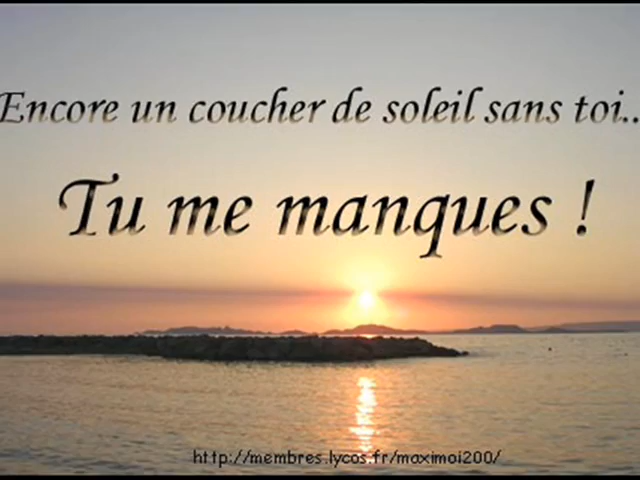 Encore un coucher de soleil sans toi..
Tu me manques !
http://membres.lycos.fr/maximoi200/